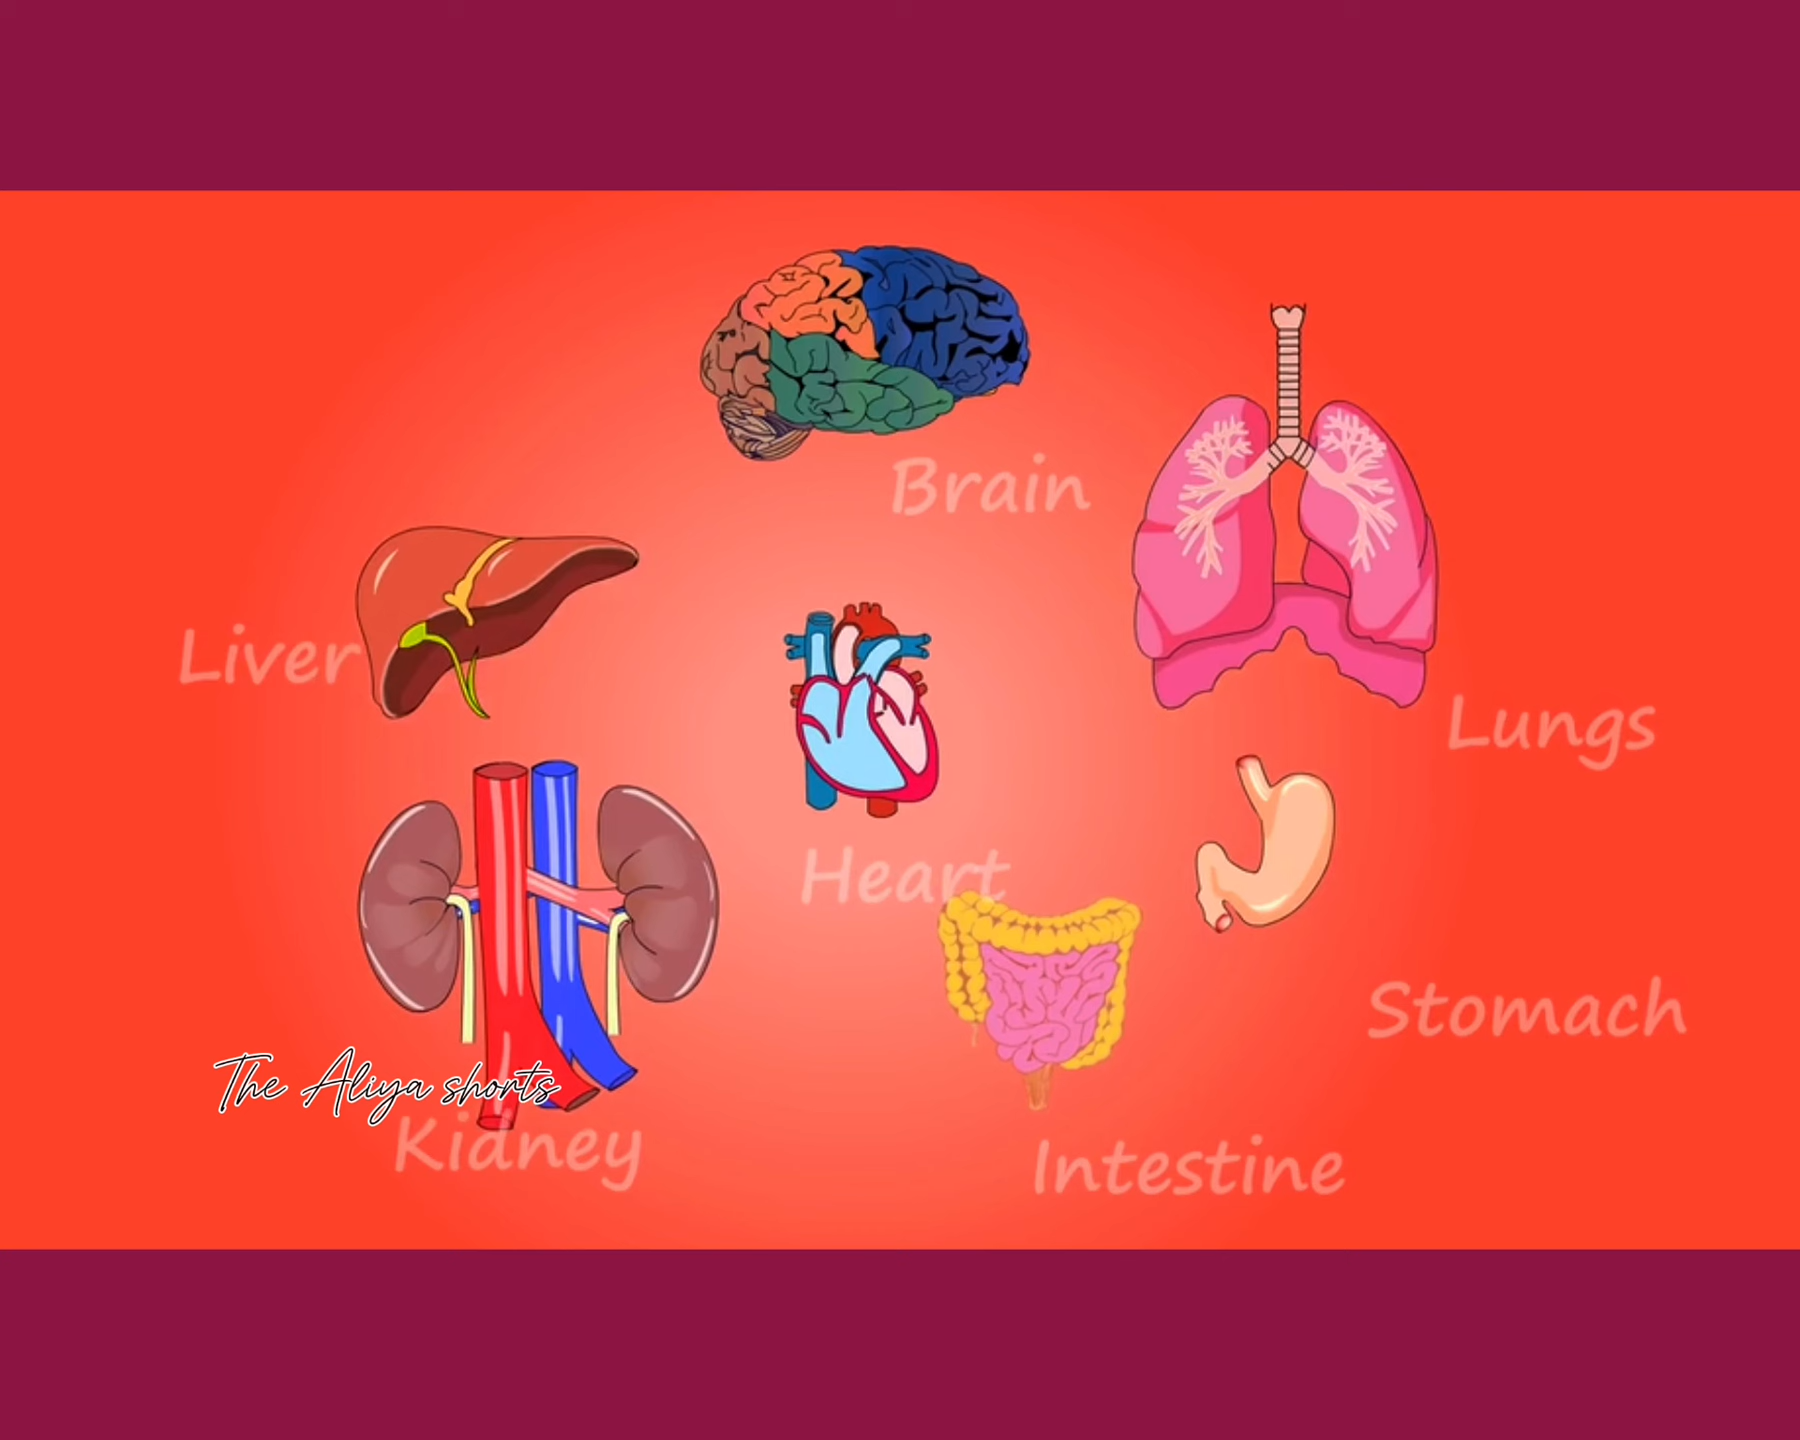 Brain
Liver
Lungs
Heart
Stomach
The Aliya shorts
Kidney
Intestine